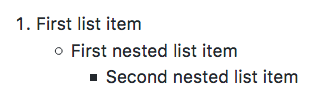 1. First list item
○ First nested list item
■ Second nested list item